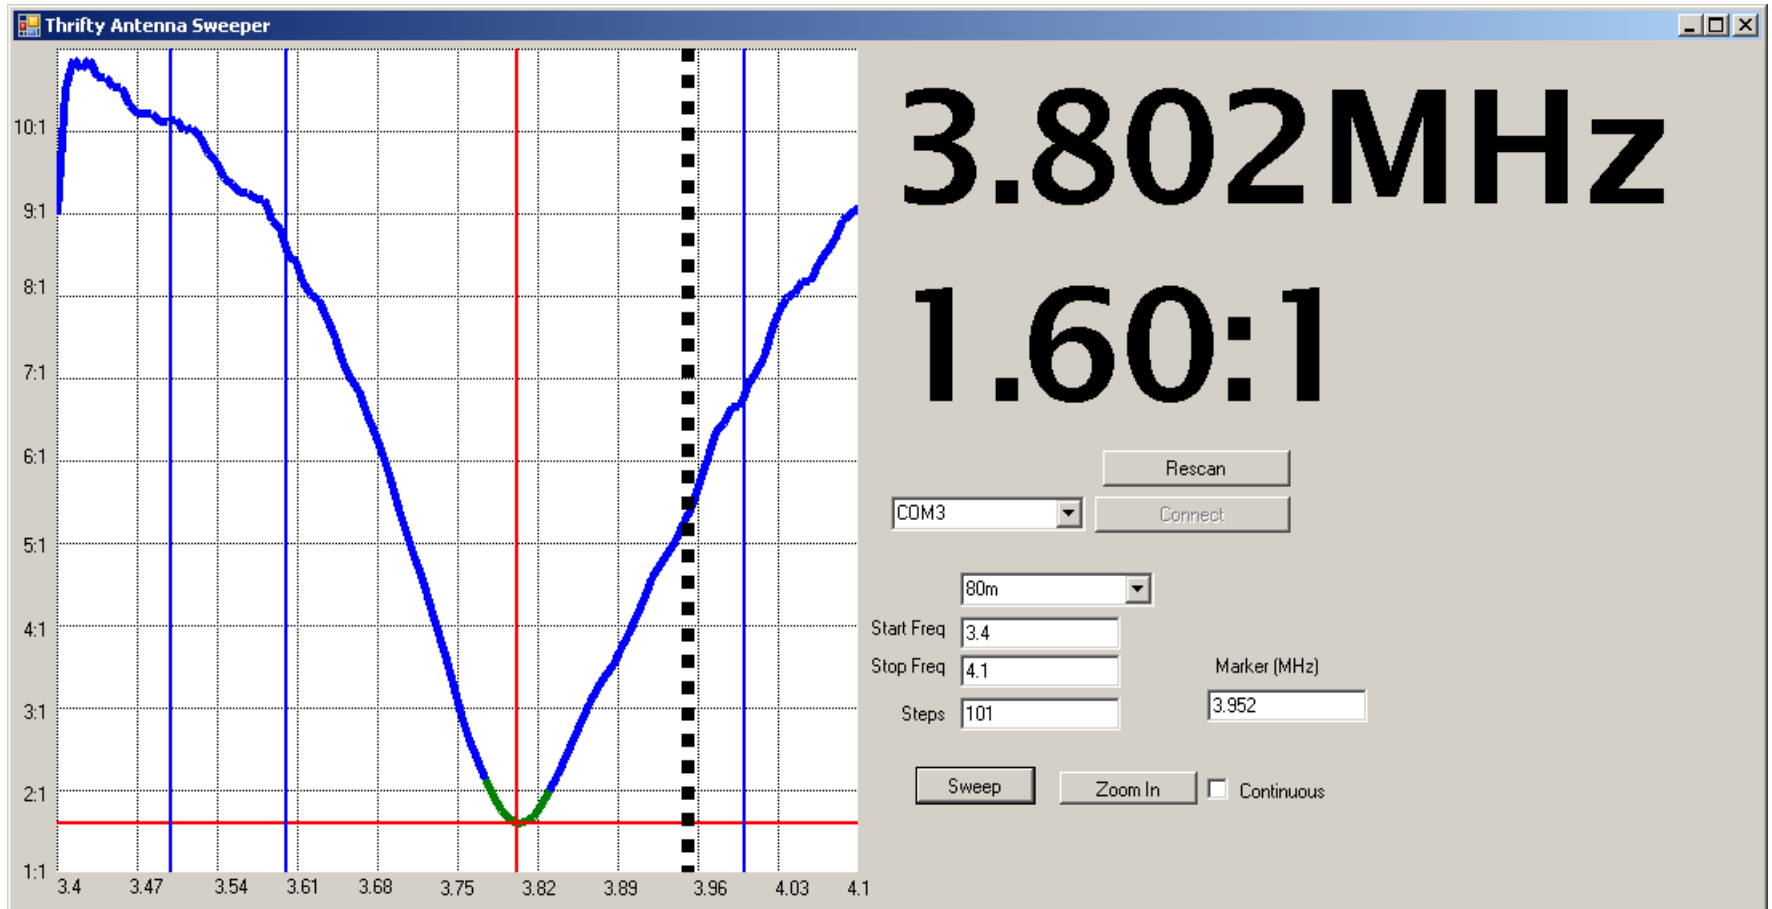 Thrifty Antenna Sweeper
10:1
9:1
8:1
7:1
6:1
5:1
4:1
3:1
2:1
1:1
3.4 3.47 3.54 3.61 3.68 3.75 3.82 3.89 3.96 4.03 4.1
3.802MHz
1.60:1
Rescan
COM3 Connect
80m
Start Freq 3.4
Stop Freq 4.1 Marker (MHz)
Steps 101 3.952
Sweep Zoom In Continuous